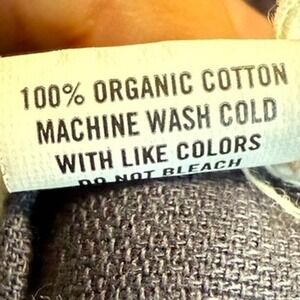 100% ORGANIC COTTON
MACHINE WASH COLD
WITH LIKE COLORS
DO NOT BLEACH